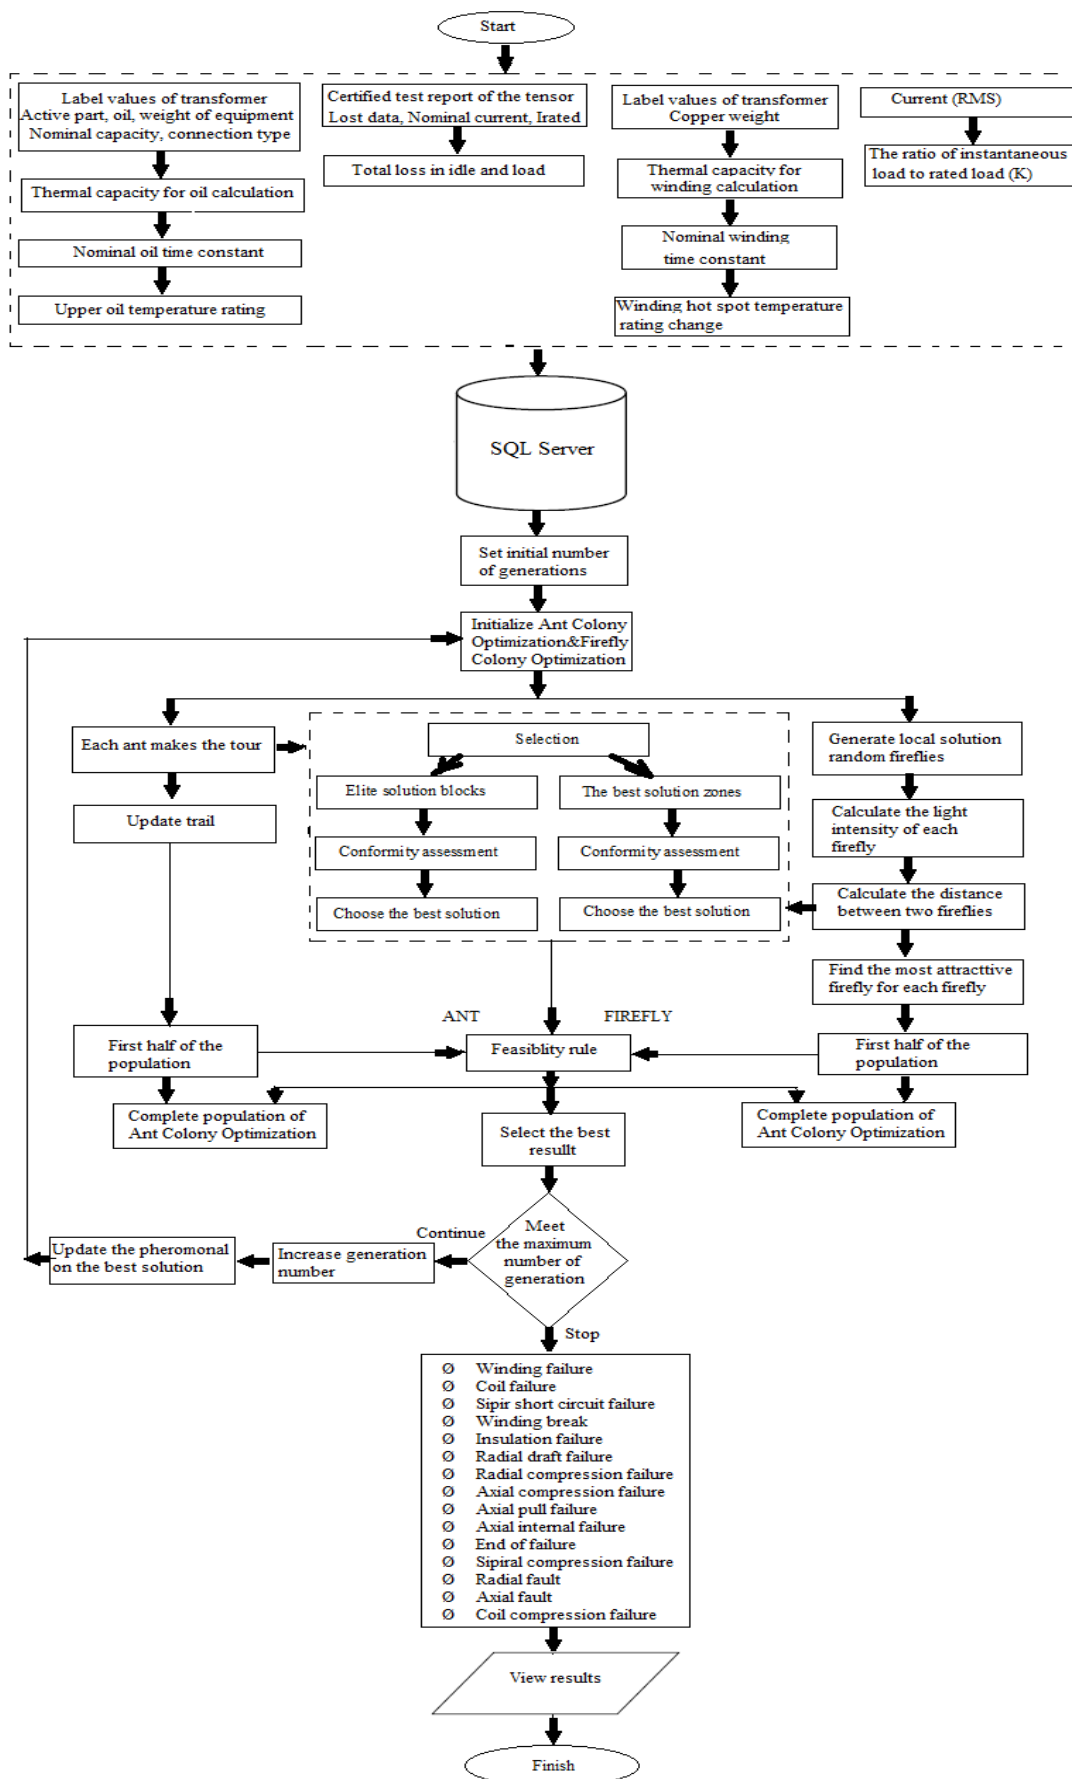 Start
Label values of transformer
Active part, oil, weight of equipment
Nominal capacity, connection type
Thermal capacity for oil calculation
Nominal oil time constant
Upper oil temperature rating
Certified test report of the tensor
Lost data, Nominal current, Irated
Total loss in idle and load
Label values of transformer
Copper weight
Thermal capacity for
winding calculation
Nominal winding
time constant
Winding hot spot temperature
rating change
Current (RMS)
The ratio of instantaneous
load to rated load (K)
SQL Server
Set initial number
of generations
Initialize Ant Colony
Optimization&Firefly
Colony Optimization
Each ant makes the tour
Update trail
Selection
Elite solution blocks
Conformity assessment
Choose the best solution
The best solution zones
Conformity assessment
Choose the best solution
Generate local solution
random fireflies
Calculate the light
intensity of each
firefly
Calculate the distance
between two fireflies
Find the most attracttive
firefly for each firefly
ANT
FIREFLY
First half of the
population
Feasiblity rule
First half of the
population
Complete population of
Ant Colony Optimization
Select the best
resullt
Complete population of
Ant Colony Optimization
Meet
the maximum
number of
generation
Continue
Increase generation
number
Update the pheromonal
on the best solution
Stop
Ø Winding failure
Ø Coil failure
Ø Sipir short circuit failure
Ø Winding break
Ø Insulation failure
Ø Radial draft failure
Ø Radial compression failure
Ø Axial compression failure
Ø Axial pull failure
Ø Axial internal failure
Ø End of failure
Ø Sipiral compression failure
Ø Radial fault
Ø Axial fault
Ø Coil compression failure
View results
Finish